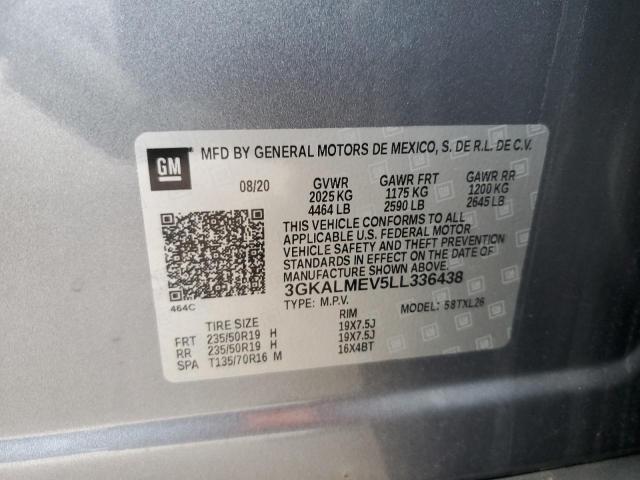 GM MFD BY GENERAL MOTORS DE MEXICO, S. DE R.L. DE C.V.
08/20 GVWR GAWR FRT GAWR RR
2025 KG 1175 KG 1200 KG
4464 LB 2590 LB 2645 LB
THIS VEHICLE CONFORMS TO ALL
APPLICABLE U.S. FEDERAL MOTOR
VEHICLE SAFETY AND THEFT PREVENTION
STANDARDS IN EFFECT ON THE DATE OF
MANUFACTURE SHOWN ABOVE.
3GKALMEV5LL336438
464C TYPE: M.P.V. MODEL: 58TXL26
TIRE SIZE RIM
FRT 235/50R19 H 19X7.5J
RR 235/50R19 H 19X7.5J
SPA T135/70R16 M 16X4BT